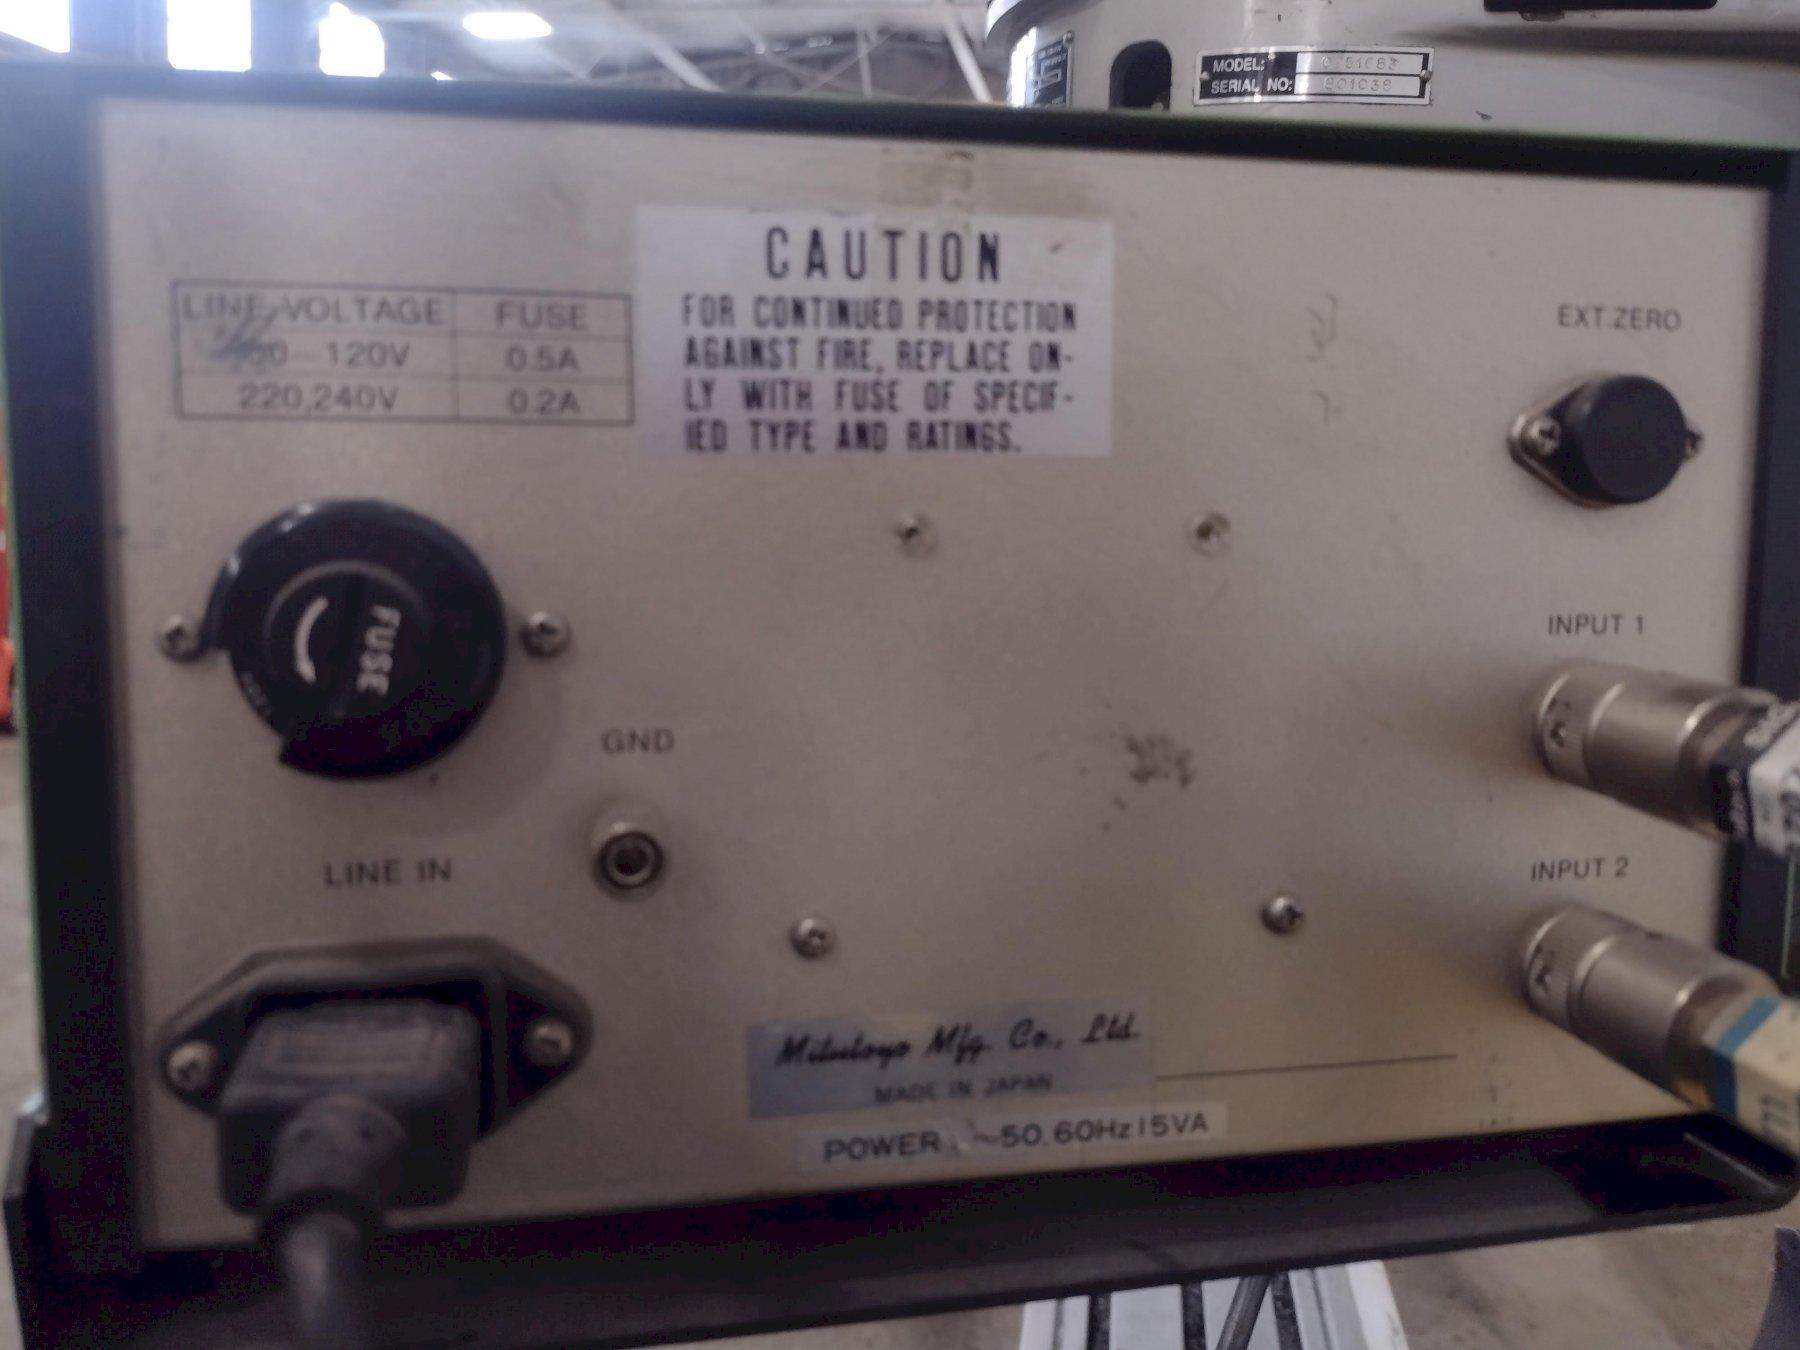 MODEL:
SERIAL NO: 801038
CAUTION
FOR CONTINUED PROTECTION
AGAINST FIRE, REPLACE ON-
LY WITH FUSE OF SPECIF-
IED TYPE AND RATINGS.
LINE VOLTAGE FUSE
120V 0.5A
220,240V 0.2A
EXT.ZERO
FUSE
INPUT 1
GND
LINE IN
INPUT 2
Mitutoyo Mfg. Co., Ltd.
MADE IN JAPAN
POWER ~50 60Hz 15VA